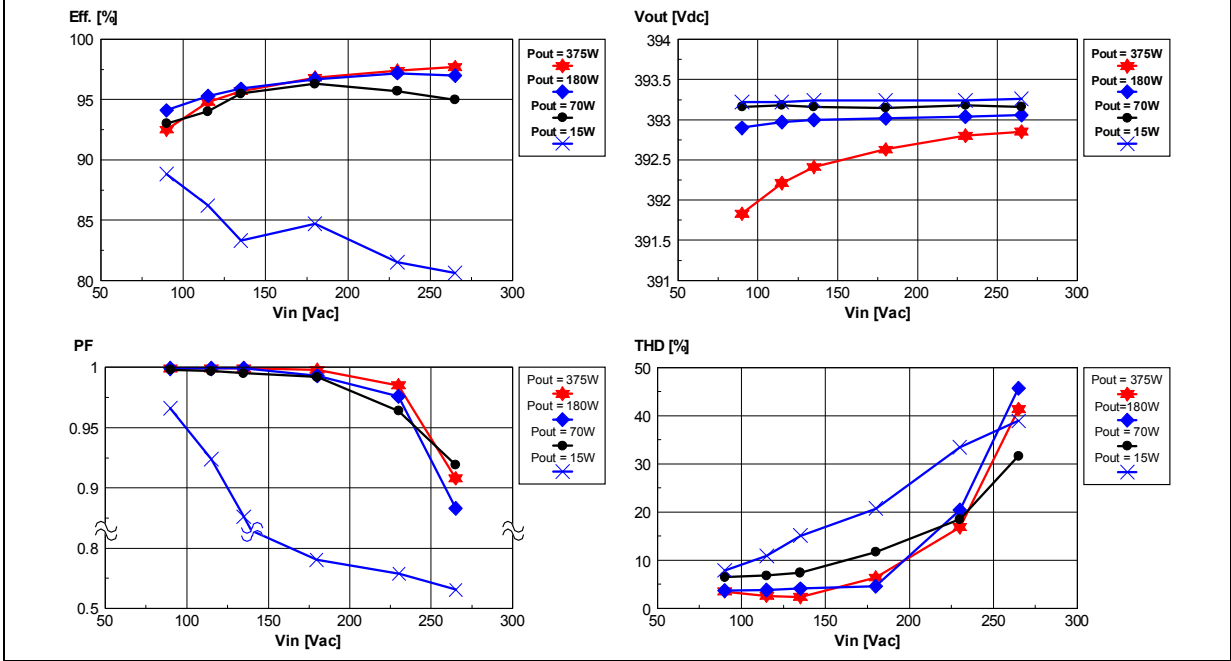 Eff. [%]
100
95
90
85
80
50
100
150
200
250
300
Vin [Vac]
Pout = 375W
Pout = 180W
Pout = 70W
Pout = 15W
Vout [Vdc]
394
393.5
393
392.5
392
391.5
391
50
100
150
200
250
300
Vin [Vac]
Pout = 375W
Pout = 180W
Pout = 70W
Pout = 15W
PF
1
0.95
0.9
0.8
0.5
50
100
150
200
250
300
Vin [Vac]
Pout = 375W
Pout = 180W
Pout = 70W
Pout = 15W
THD [%]
50
40
30
20
10
0
50
100
150
200
250
300
Vin [Vac]
Pout = 375W
Pout=180W
Pout = 70W
Pout = 15W